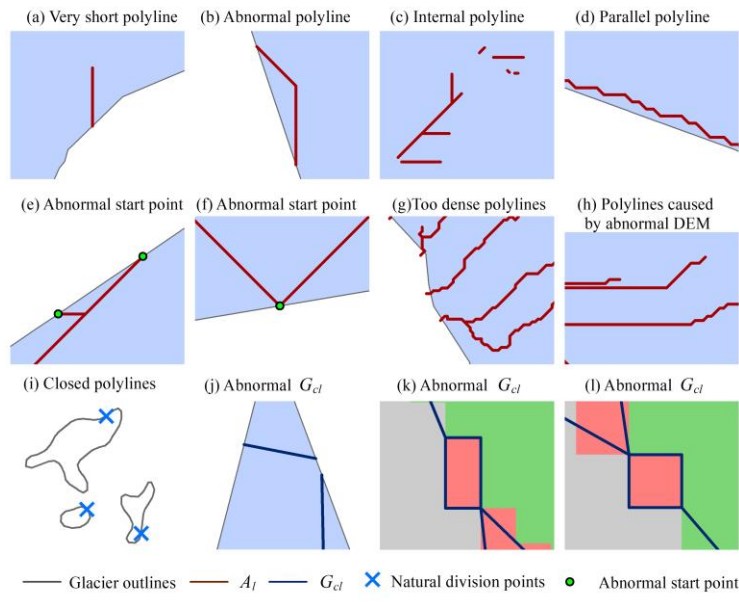 (a) Very short polyline
(b) Abnormal polyline
(c) Internal polyline
(d) Parallel polyline
(e) Abnormal start point
(f) Abnormal start point
(g) Too dense polylines
(h) Polylines caused
by abnormal DEM
(i) Closed polylines
(j) Abnormal Gcl
(k) Abnormal Gcl
(l) Abnormal Gcl
Glacier outlines
Al
Gcl
Natural division points
Abnormal start point